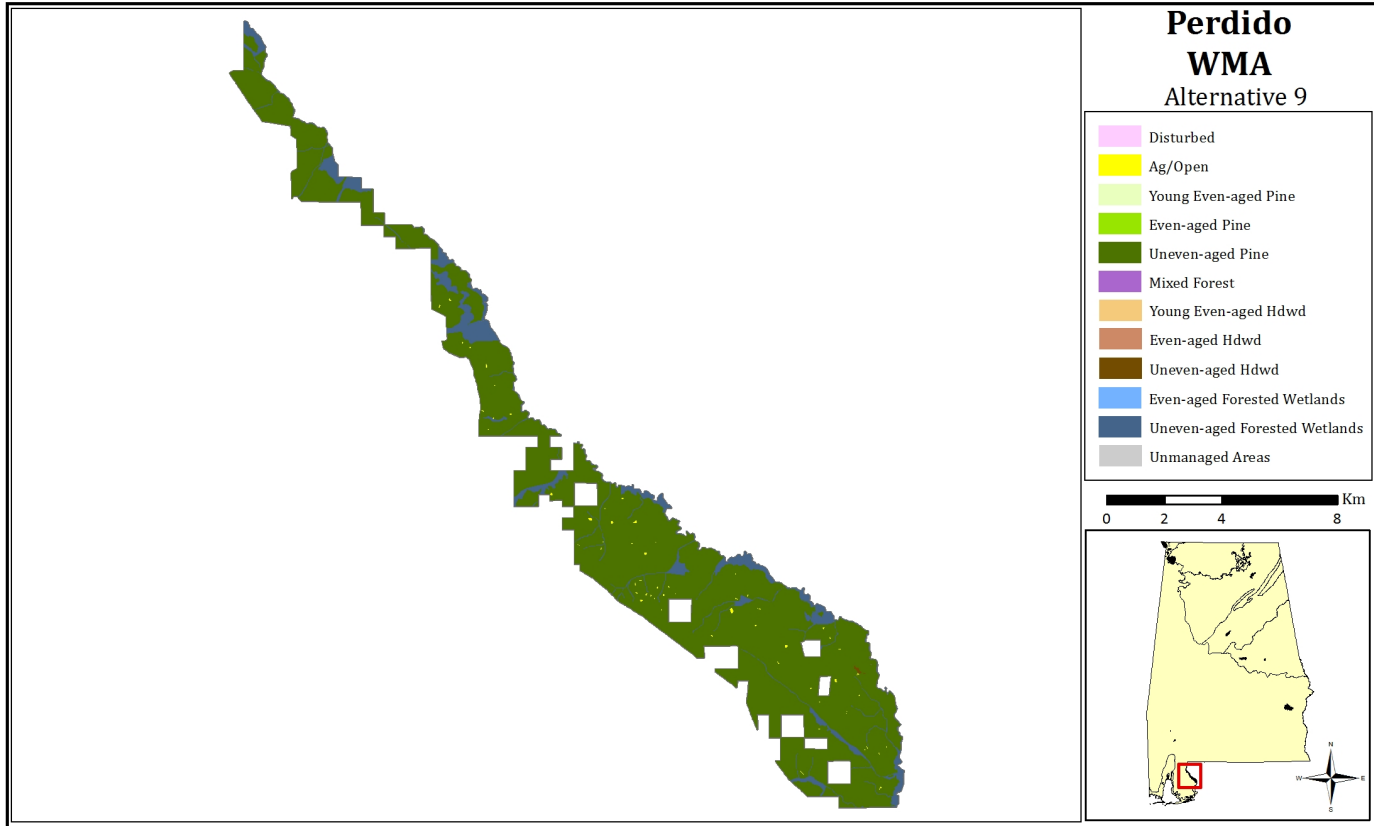 Perdido
WMA
Alternative 9
Disturbed
Ag/Open
Young Even-aged Pine
Even-aged Pine
Uneven-aged Pine
Mixed Forest
Young Even-aged Hdwd
Even-aged Hdwd
Uneven-aged Hdwd
Even-aged Forested Wetlands
Uneven-aged Forested Wetlands
Unmanaged Areas
Km
0 2 4 8
N
W E
S